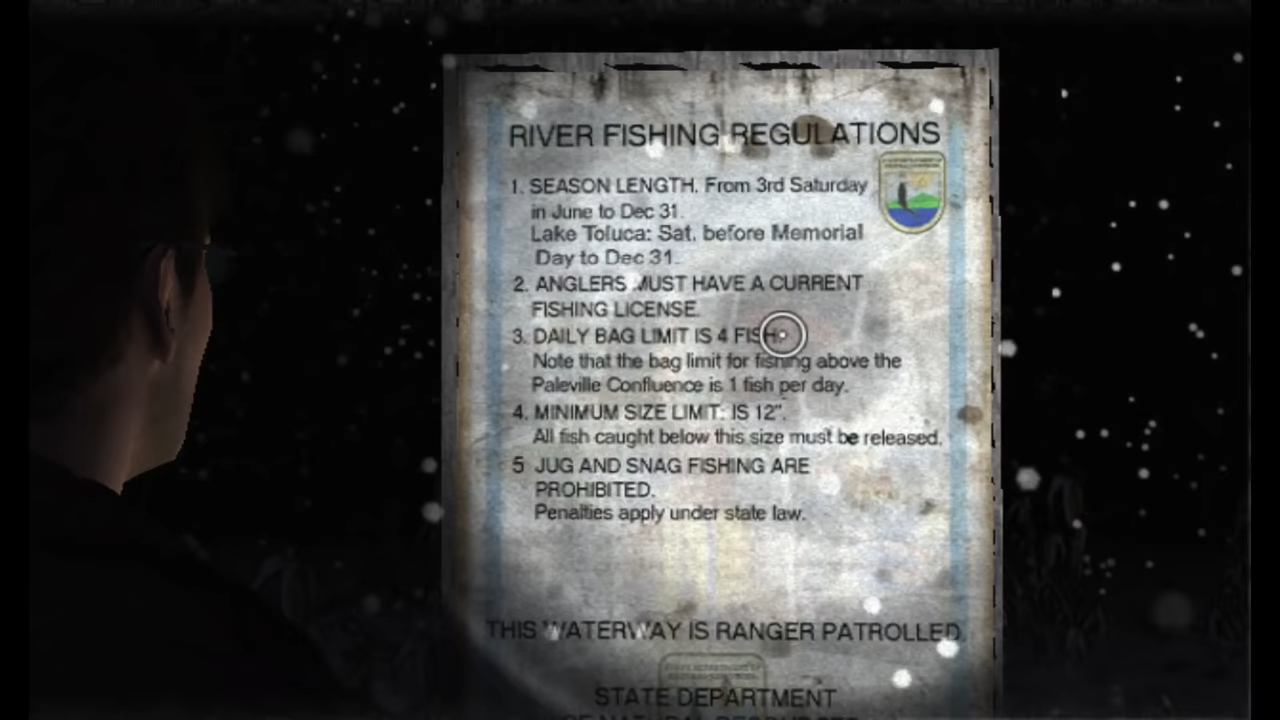 RIVER FISHING REGULATIONS
1. SEASON LENGTH. From 3rd Saturday
in June to Dec 31.
Lake Toluca: Sat. before Memorial
Day to Dec 31.
2. ANGLERS MUST HAVE A CURRENT
FISHING LICENSE.
3. DAILY BAG LIMIT IS 4 FISH.
Note that the bag limit for fishing above the
Paleville Confluence is 1 fish per day.
4. MINIMUM SIZE LIMIT: IS 12".
All fish caught below this size must be released.
5 JUG AND SNAG FISHING ARE
PROHIBITED.
Penalties apply under state law.
THIS WATERWAY IS RANGER PATROLLED.
STATE DEPARTMENT
OF NATURAL RESOURCES